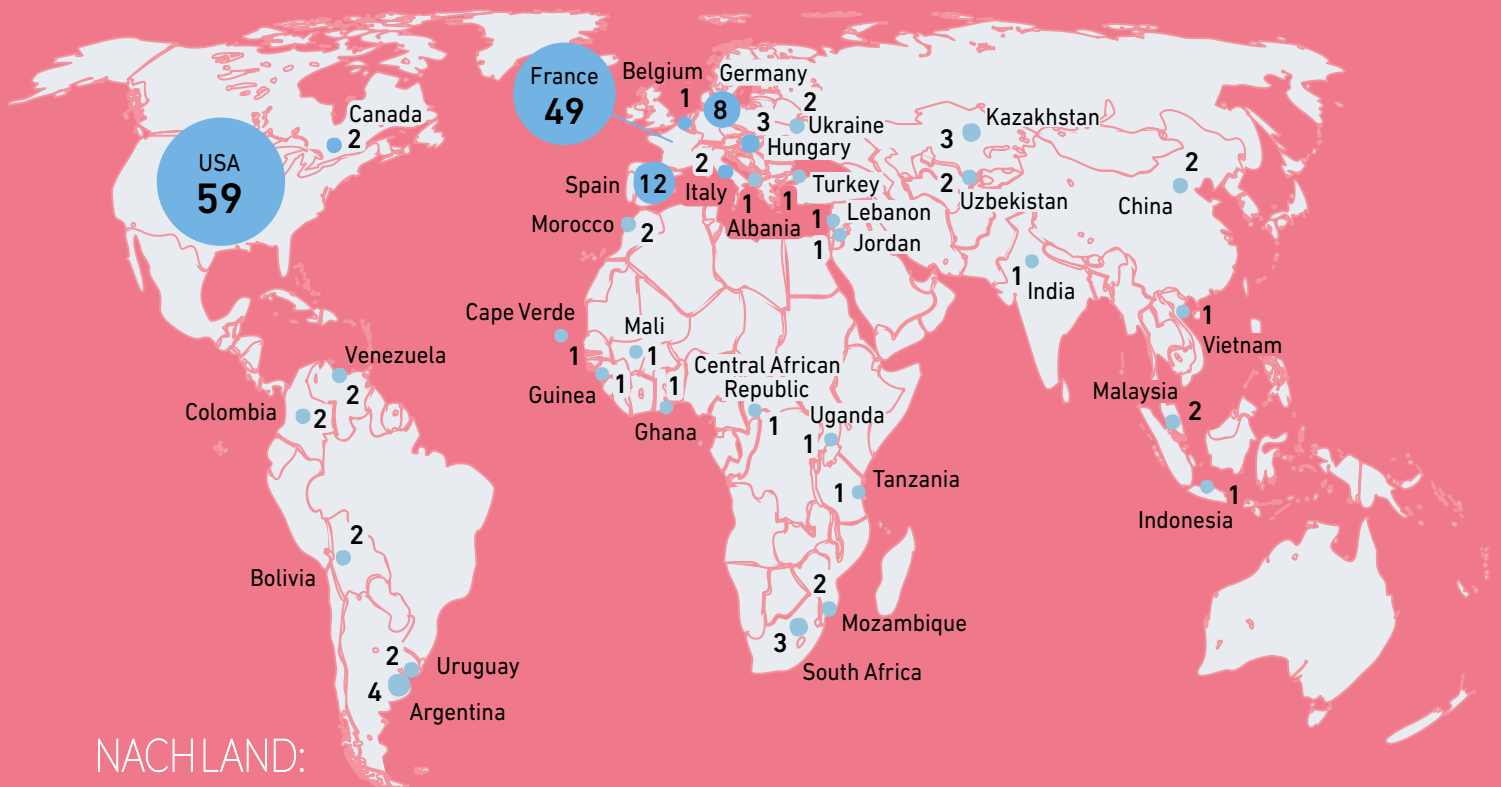 France
49
Belgium
1
Germany
8
Canada
2
USA
59
2
Ukraine
3
Hungary
Kazakhstan
3
2
Italy
Spain
12
1
Albania
1
Turkey
2
Uzbekistan
2
China
Morocco
2
1
Lebanon
1
Jordan
1
India
Cape Verde
1
Mali
1
1
Vietnam
Venezuela
2
Guinea
1
1
Ghana
Central African
Republic
1
Colombia
2
Uganda
1
Malaysia
2
Tanzania
1
1
Indonesia
2
Bolivia
2
Mozambique
3
South Africa
2
Uruguay
4
Argentina
NACH LAND: